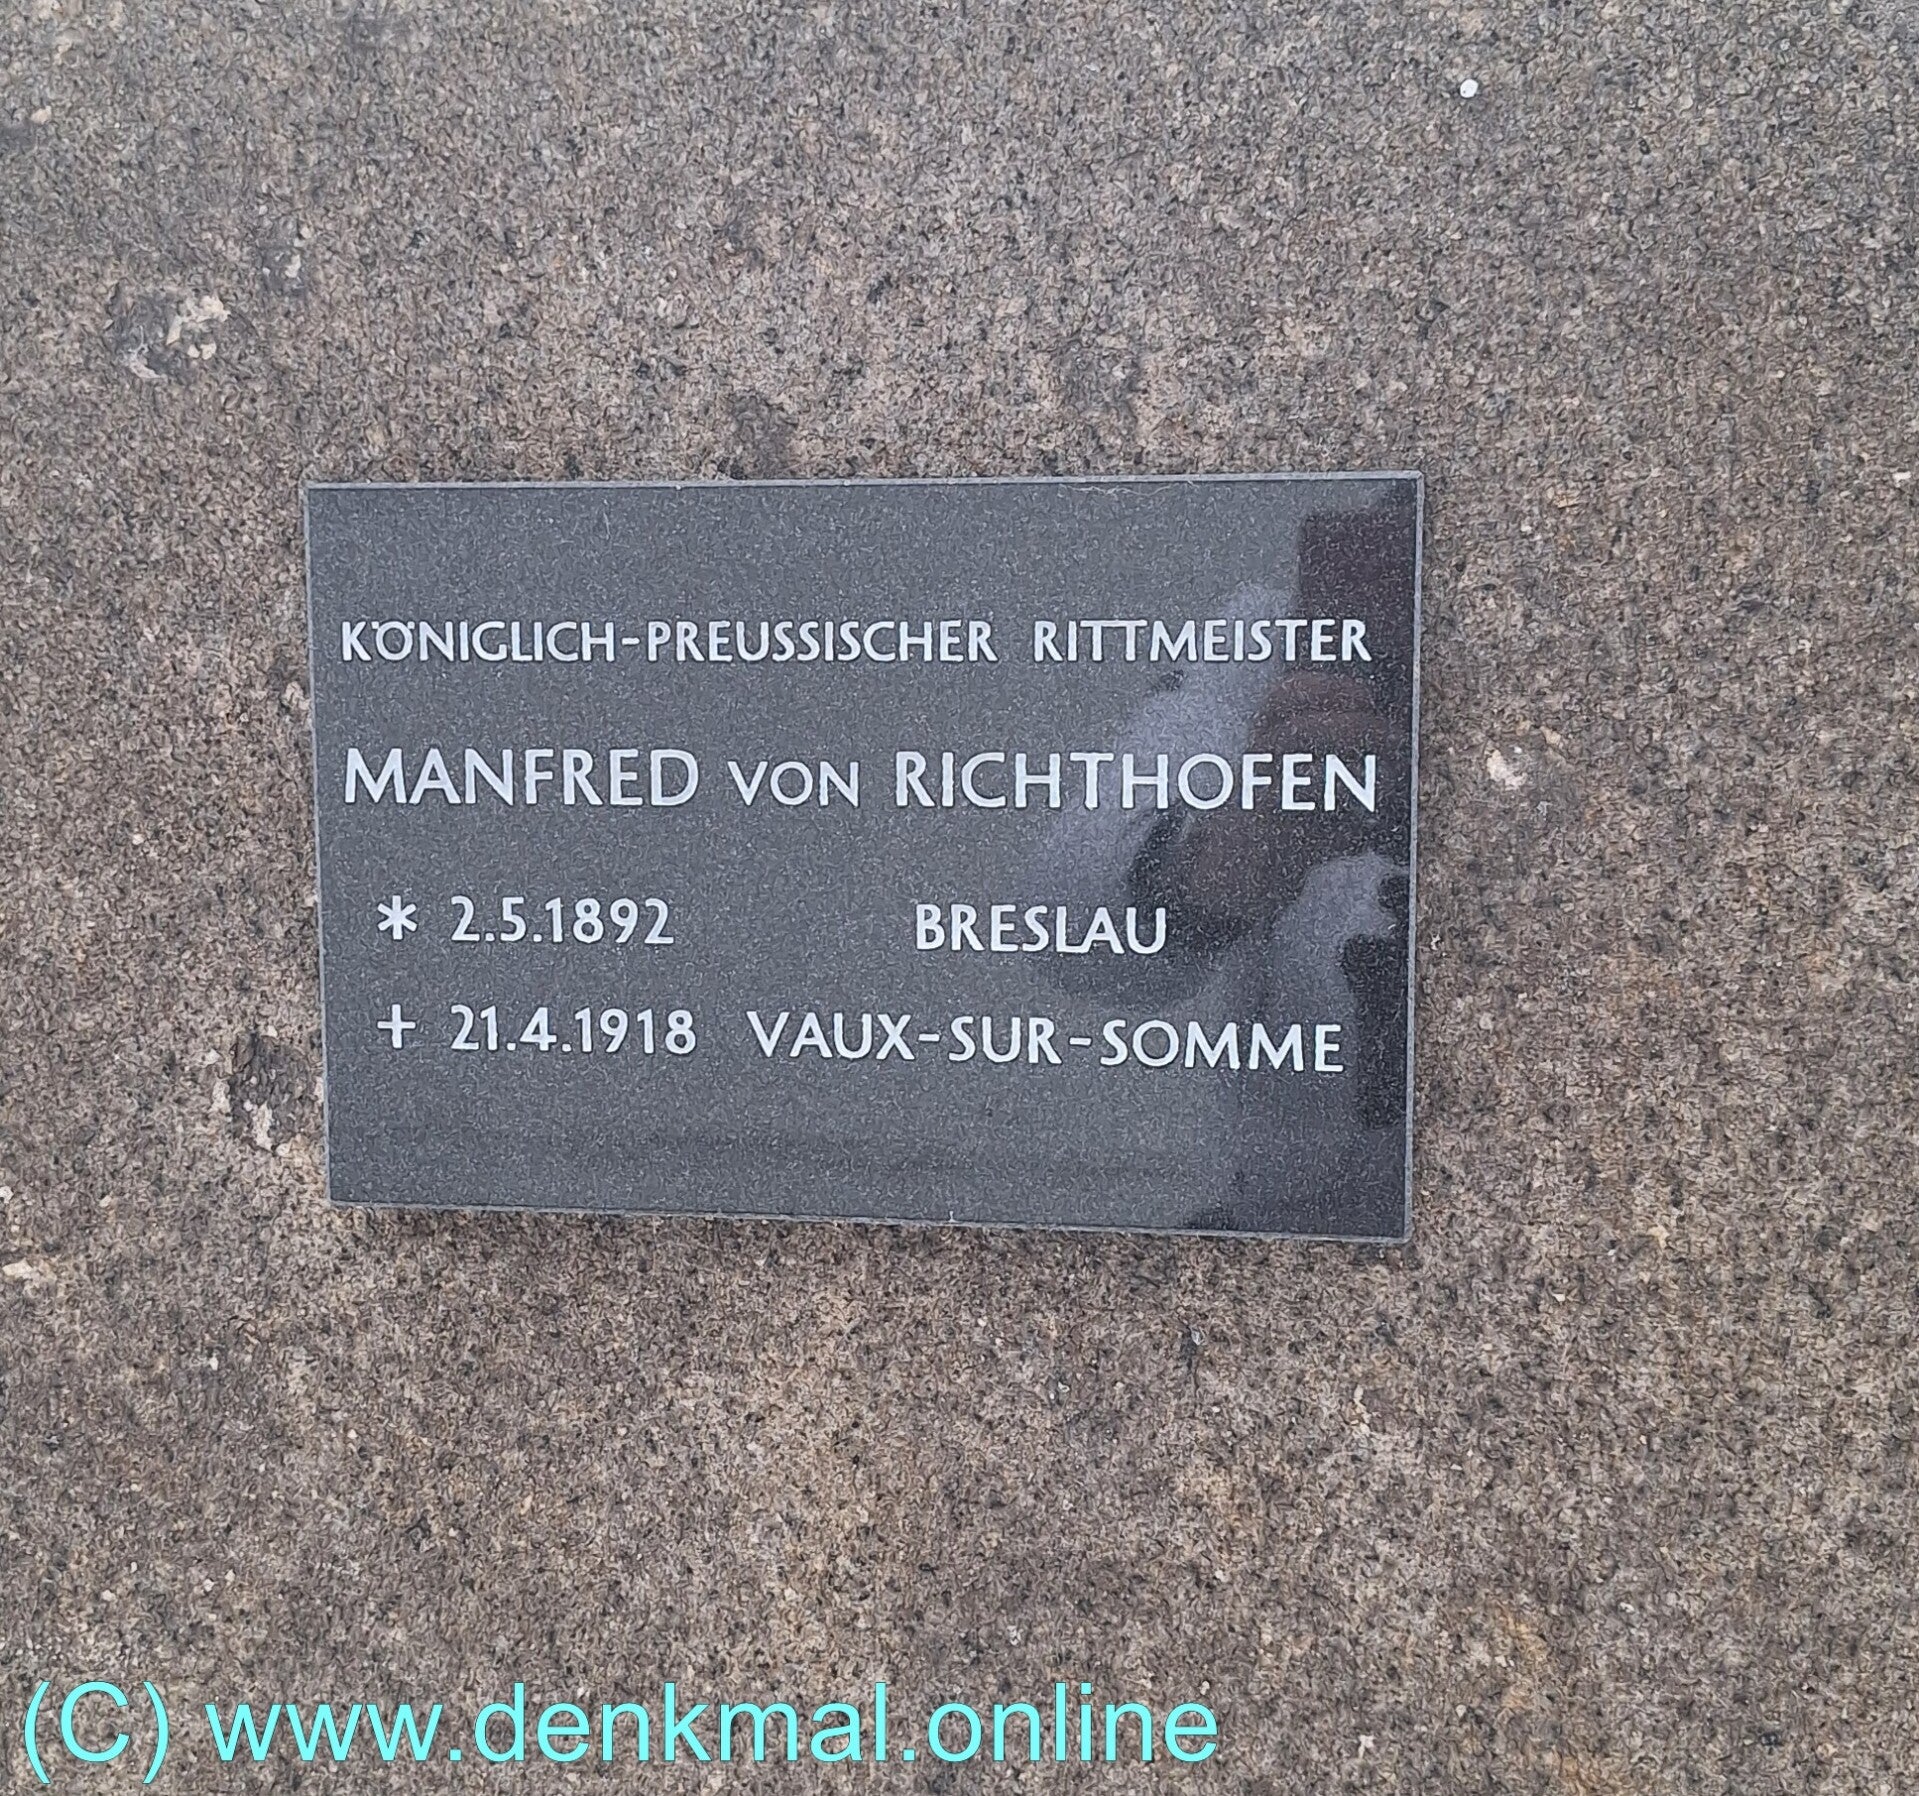 KÖNIGLICH-PREUSSISCHER RITTMEISTER
MANFRED VON RICHTHOFEN
* 2.5.1892 BRESLAU
+ 21.4.1918 VAUX-SUR-SOMME
(C) www.denkmal.online